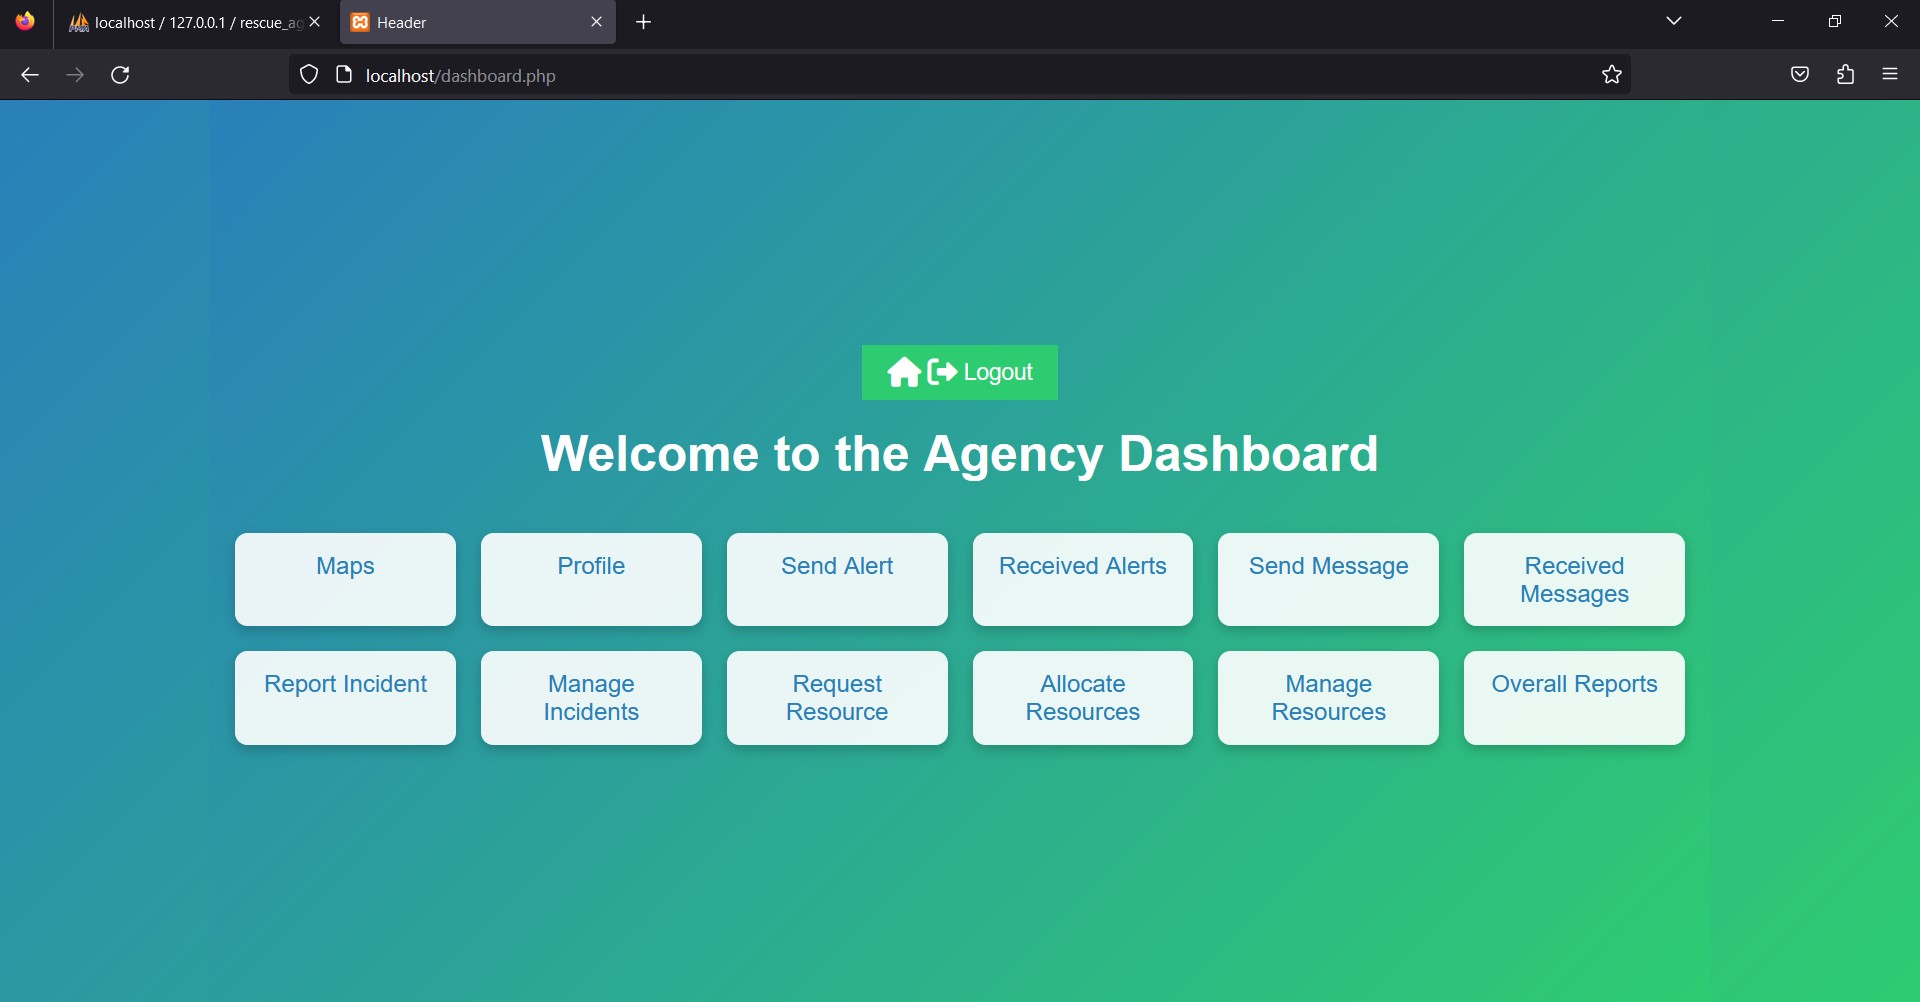 localhost / 127.0.0.1 / rescue_ag
Header
localhost/dashboard.php
Logout
Welcome to the Agency Dashboard
Maps
Profile
Send Alert
Received Alerts
Send Message
Received
Messages
Report Incident
Manage
Incidents
Request
Resource
Allocate
Resources
Manage
Resources
Overall Reports